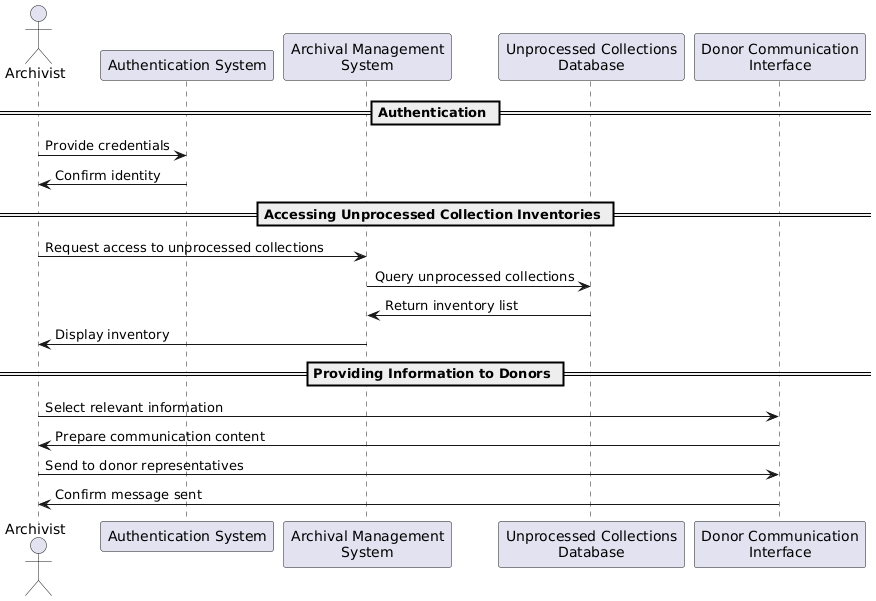 Archivist
Authentication System
Archival Management
System
Unprocessed Collections
Database
Donor Communication
Interface
Authentication
Provide credentials
Confirm identity
Accessing Unprocessed Collection Inventories
Request access to unprocessed collections
Query unprocessed collections
Return inventory list
Display inventory
Providing Information to Donors
Select relevant information
Prepare communication content
Send to donor representatives
Confirm message sent
Archivist
Authentication System
Archival Management
System
Unprocessed Collections
Database
Donor Communication
Interface